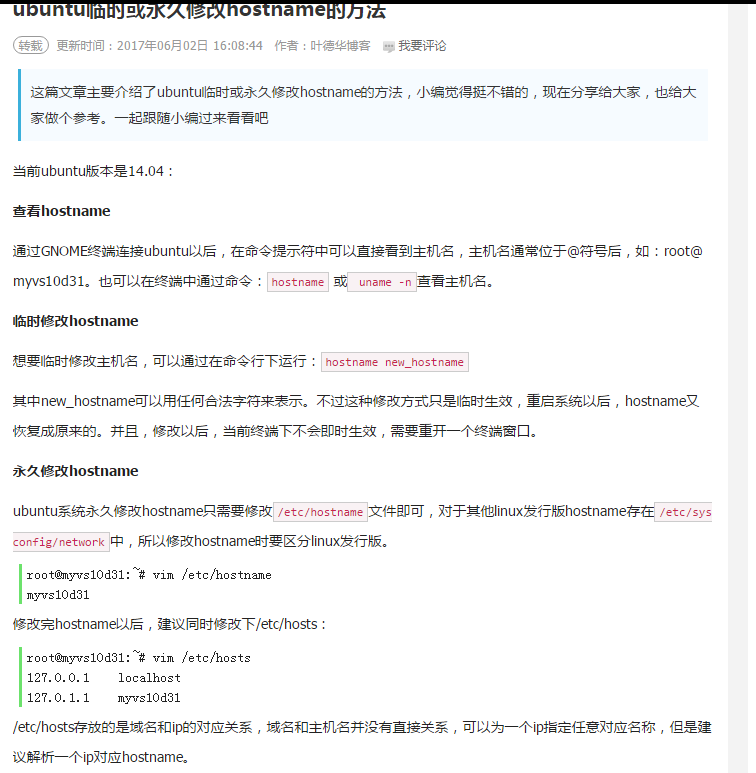 ubuntu临时或永久修改hostname的方法
转载 更新时间：2017年06月02日 16:08:44 作者：叶德华博客 我要评论
这篇文章主要介绍了ubuntu临时或永久修改hostname的方法，小编觉得挺不错的，现在分享给大家，也给大
家做个参考。一起跟随小编过来看看吧
当前ubuntu版本是14.04：
查看hostname
通过GNOME终端连接ubuntu以后，在命令提示符中可以直接看到主机名，主机名通常位于@符号后，如：root@
myvs10d31。也可以在终端中通过命令：hostname 或 uname -n查看主机名。
临时修改hostname
想要临时修改主机名，可以通过在命令行下运行：hostname new_hostname
其中new_hostname可以用任何合法字符来表示。不过这种修改方式只是临时生效，重启系统以后，hostname又
恢复成原来的。并且，修改以后，当前终端下不会即时生效，需要重开一个终端窗口。
永久修改hostname
ubuntu系统永久修改hostname只需要修改/etc/hostname文件即可，对于其他linux发行版hostname存在/etc/sys
config/network中，所以修改hostname时要区分linux发行版。
root@myvs10d31:~# vim /etc/hostname
myvs10d31
修改完hostname以后，建议同时修改下/etc/hosts：
root@myvs10d31:~# vim /etc/hosts
127.0.0.1 localhost
127.0.1.1 myvs10d31
/etc/hosts存放的是域名和ip的对应关系，域名和主机名并没有直接关系，可以为一个ip指定任意对应名称，但是建
议解析一个ip对应hostname。